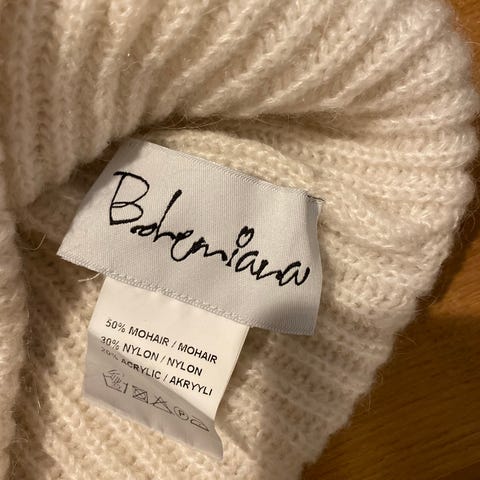 Bohemiana
50% MOHAIR / MOHAIR
30% NYLON / NYLON
20% ACRYLIC / AKRYYLI